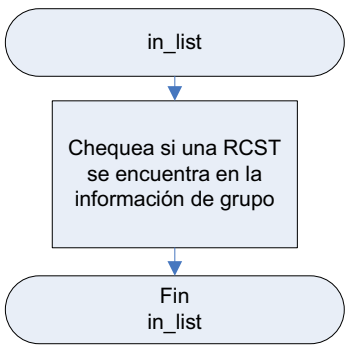 in_list
Chequea si una RCST
se encuentra en la
información de grupo
Fin
in_list